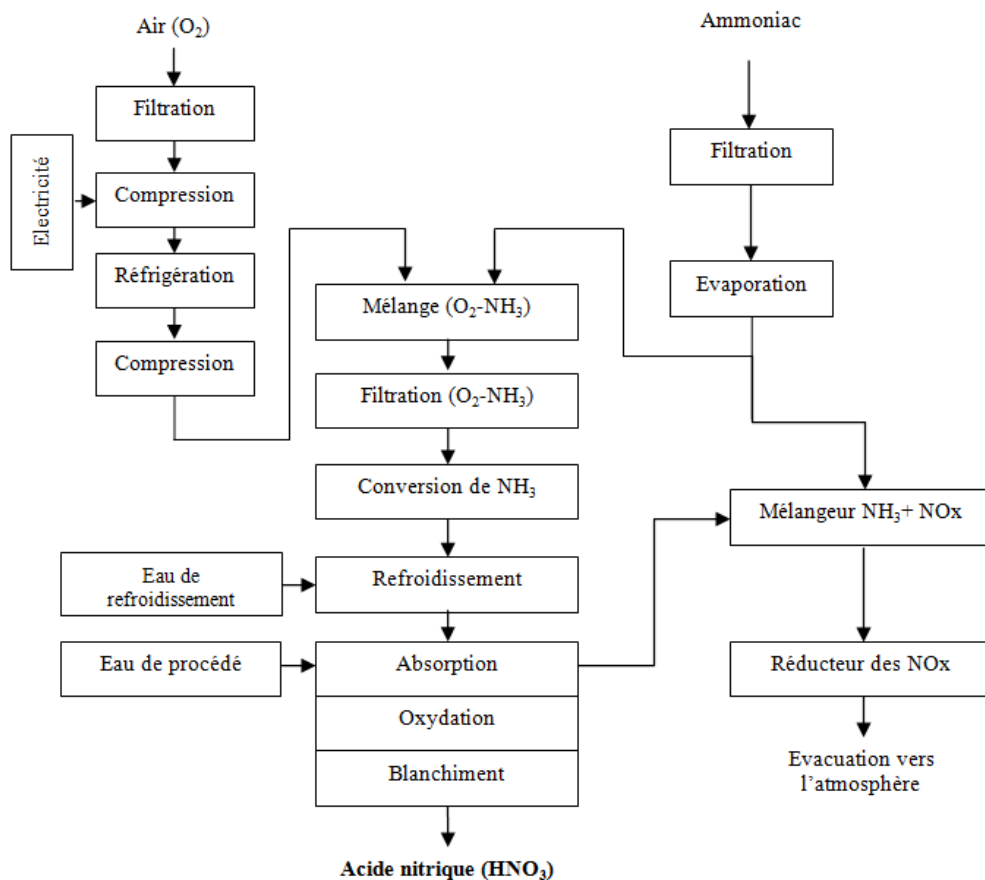 Air (O₂)
Filtration
Electricité
Compression
Réfrigération
Compression
Ammoniac
Filtration
Evaporation
Mélange (O₂-NH₃)
Filtration (O₂-NH₃)
Conversion de NH₃
Eau de
refroidissement
Refroidissement
Eau de procédé
Absorption
Oxydation
Blanchiment
Acide nitrique (HNO₃)
Mélangeur NH₃+ NOx
Réducteur des NOx
Evacuation vers
l’atmosphère